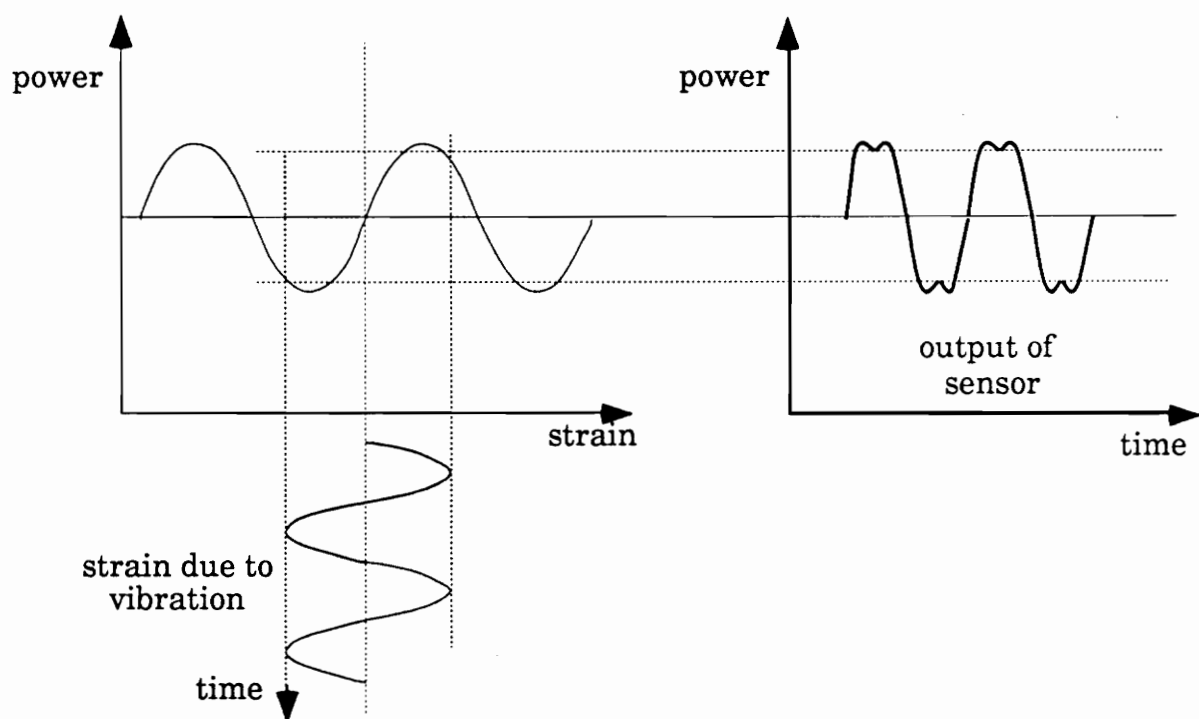 power
power
output of
sensor
strain
time
strain due to
vibration
time